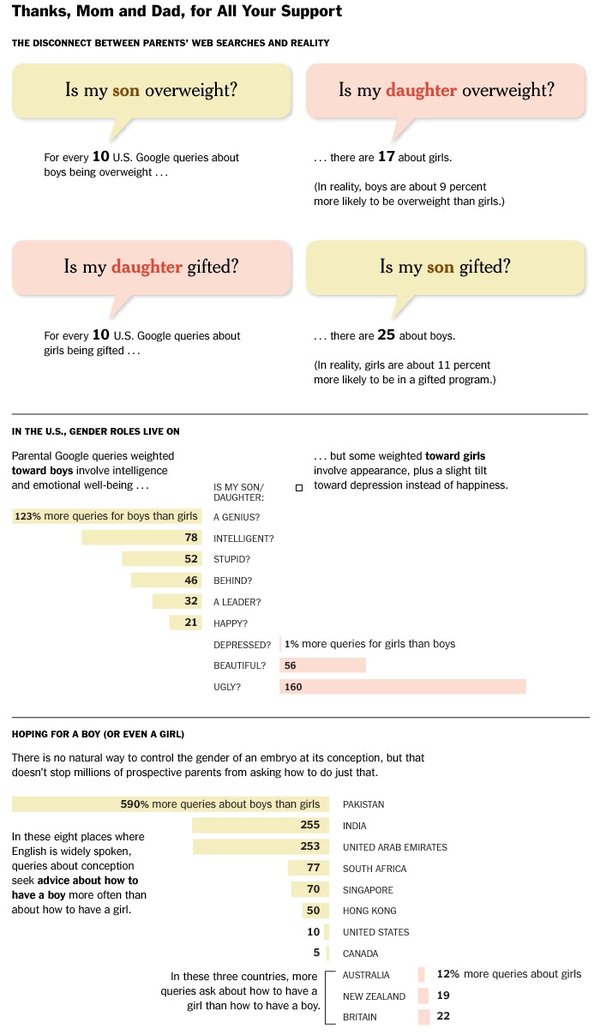 Thanks, Mom and Dad, for All Your Support
THE DISCONNECT BETWEEN PARENTS' WEB SEARCHES AND REALITY
Is my son overweight?
For every 10 U.S. Google queries about
boys being overweight ...
Is my daughter overweight?
... there are 17 about girls.
(In reality, boys are about 9 percent
more likely to be overweight than girls.)
Is my daughter gifted?
For every 10 U.S. Google queries about
girls being gifted ...
Is my son gifted?
... there are 25 about boys.
(In reality, girls are about 11 percent
more likely to be in a gifted program.)
IN THE U.S., GENDER ROLES LIVE ON
Parental Google queries weighted
toward boys involve intelligence
and emotional well-being ...
... but some weighted toward girls
involve appearance, plus a slight tilt
toward depression instead of happiness.
IS MY SON/
DAUGHTER:
123% more queries for boys than girls A GENIUS?
78 INTELLIGENT?
52 STUPID?
46 BEHIND?
32 A LEADER?
21 HAPPY?
DEPRESSED? 1% more queries for girls than boys
BEAUTIFUL? 56
UGLY? 160
HOPING FOR A BOY (OR EVEN A GIRL)
There is no natural way to control the gender of an embryo at its conception, but that
doesn't stop millions of prospective parents from asking how to do just that.
590% more queries about boys than girls PAKISTAN
255 INDIA
253 UNITED ARAB EMIRATES
77 SOUTH AFRICA
70 SINGAPORE
50 HONG KONG
10 UNITED STATES
5 CANADA
In these eight places where
English is widely spoken,
queries about conception
seek advice about how to
have a boy more often than
about how to have a girl.
In these three countries, more
queries ask about how to have a
girl than how to have a boy.
AUSTRALIA 12% more queries about girls
NEW ZEALAND 19
BRITAIN 22